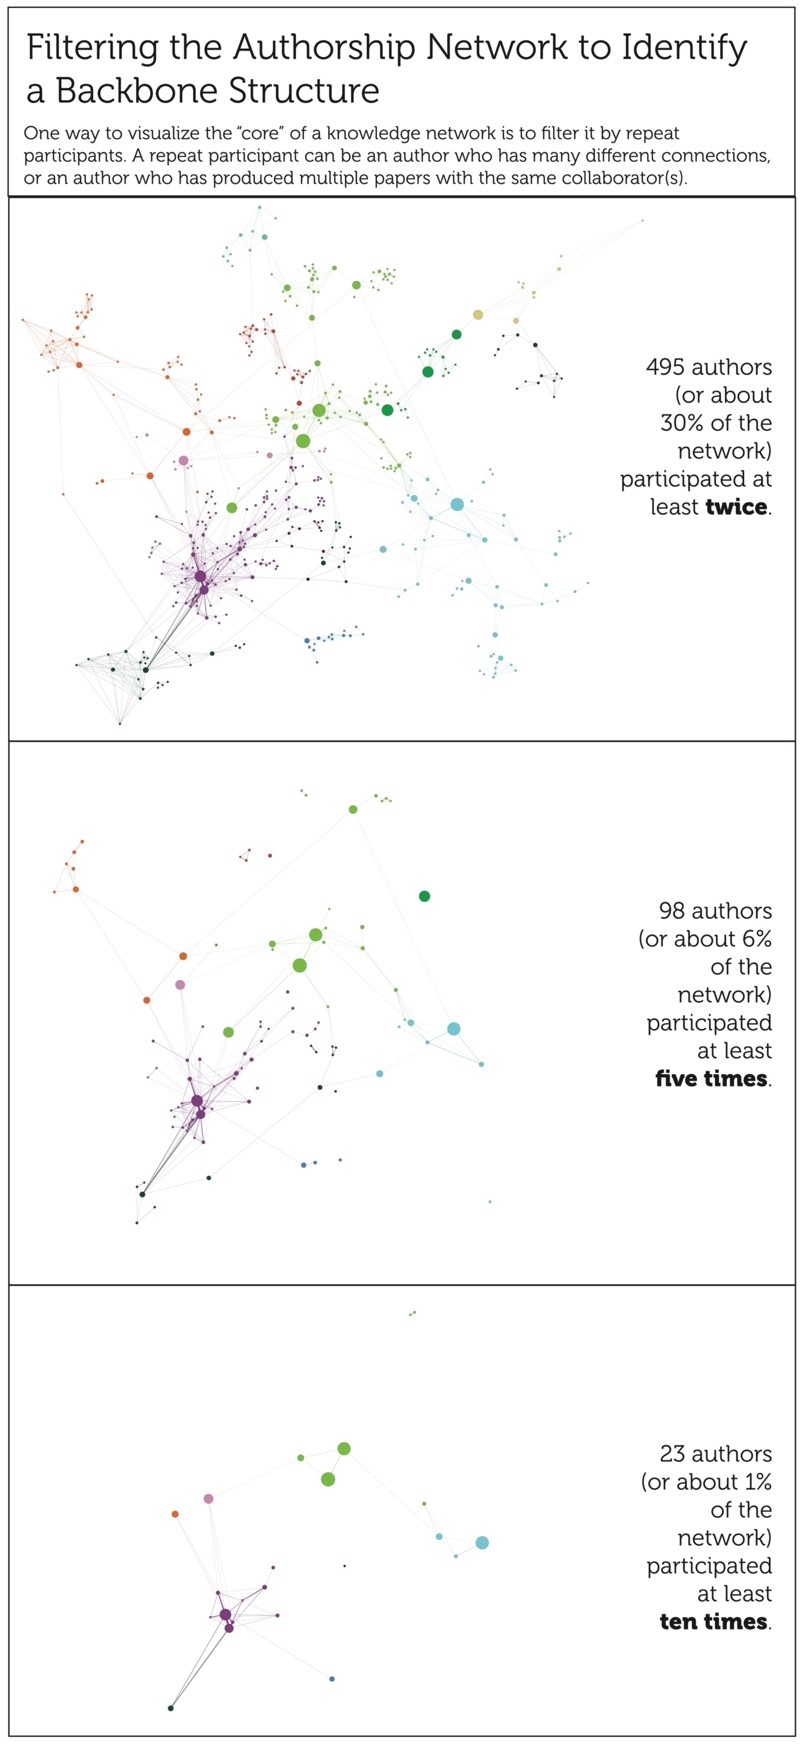 Filtering the Authorship Network to Identify
a Backbone Structure
One way to visualize the “core” of a knowledge network is to filter it by repeat
participants. A repeat participant can be an author who has many different connections,
or an author who has produced multiple papers with the same collaborator(s).
495 authors
(or about
30% of the
network)
participated at
least twice.
98 authors
(or about 6%
of the
network)
participated
at least
five times.
23 authors
(or about 1%
of the
network)
participated
at least
ten times.